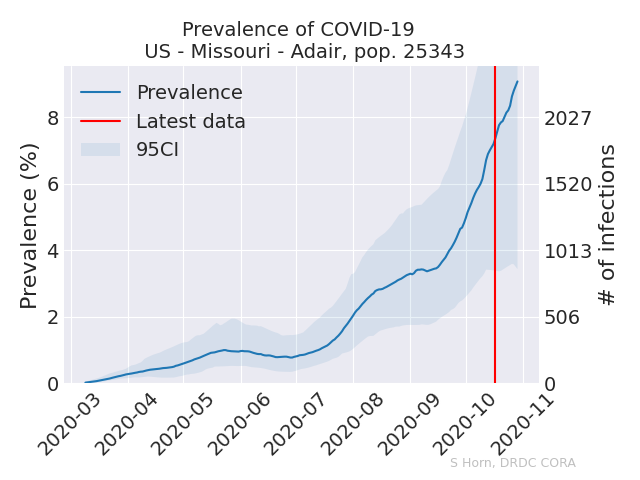 Prevalence of COVID-19
US - Missouri - Adair, pop. 25343
Prevalence
Latest data
95CI
Prevalence (%)
8
6
4
2
0
2027
1520
1013
506
0
# of infections
2020-03
2020-04
2020-05
2020-06
2020-07
2020-08
2020-09
2020-10
2020-11
S Horn, DRDC CORA